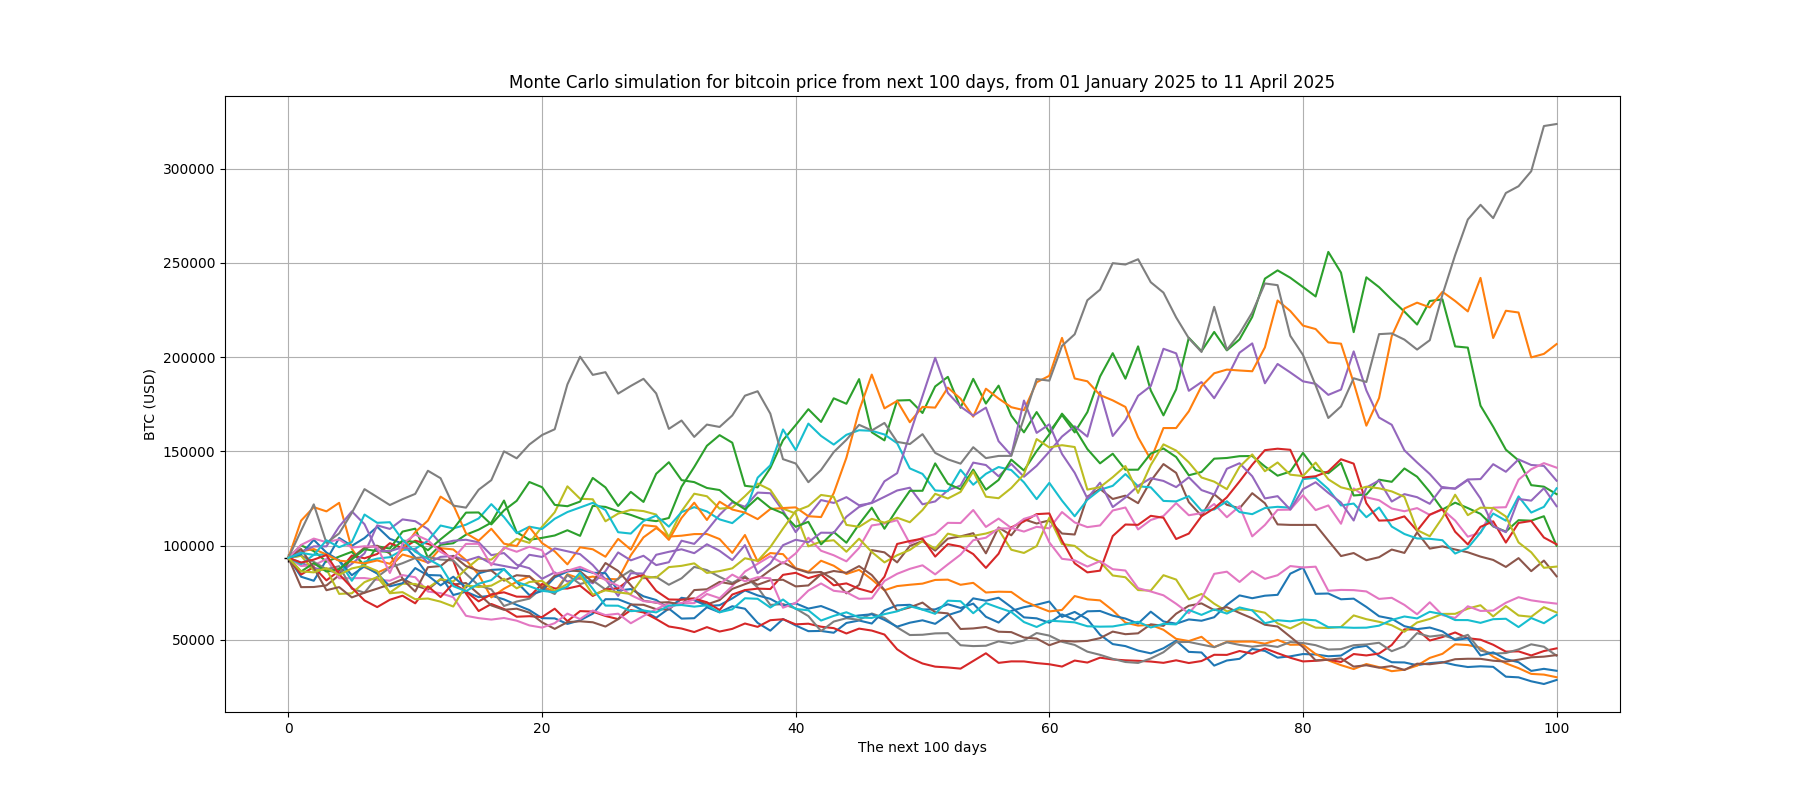 Monte Carlo simulation for bitcoin price from next 100 days, from 01 January 2025 to 11 April 2025
300000
250000
200000
150000
100000
50000
BTC (USD)
0 20 40 60 80 100
The next 100 days